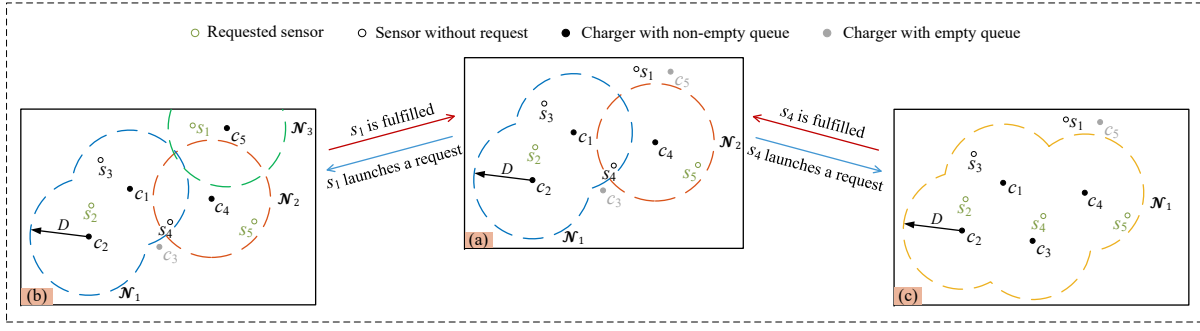 Requested sensor Sensor without request Charger with non-empty queue Charger with empty queue
s1 c5 s3 c1 c4 N3 N2 s2 D c2 s4 s5 c3 N1
(b)
s1 is fulfilled
s1 launches a request
s1 c5 s3 c1 c4 N2 s2 s4 s5 D c2 c3 N1
(a)
s4 is fulfilled
s4 launches a request
s1 c5 s3 c1 c4 N1 s2 s4 s5 D c2 c3
(c)